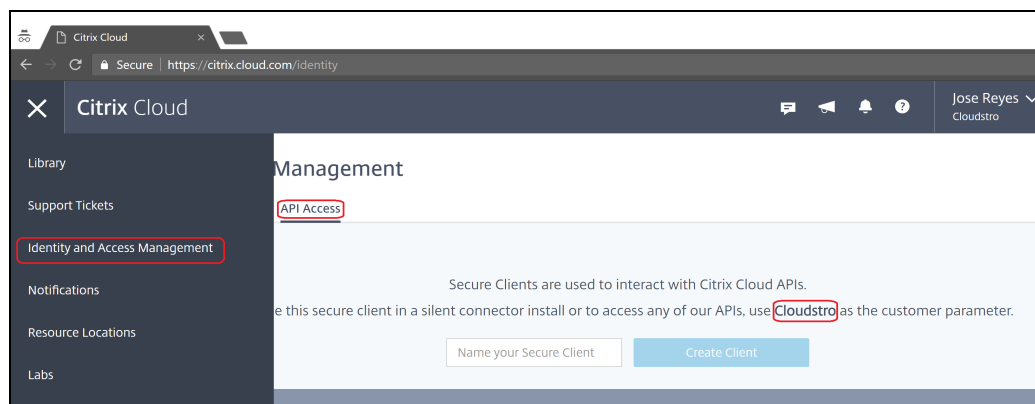 Citrix Cloud ×
Secure | https://citrix.cloud.com/identity
Citrix Cloud
Jose Reyes
Cloudstro
Library
Management
Support Tickets
API Access
Identity and Access Management
Secure Clients are used to interact with Citrix Cloud APIs.
Notifications
e this secure client in a silent connector install or to access any of our APIs, use Cloudstro as the customer parameter.
Resource Locations
Name your Secure Client
Create Client
Labs